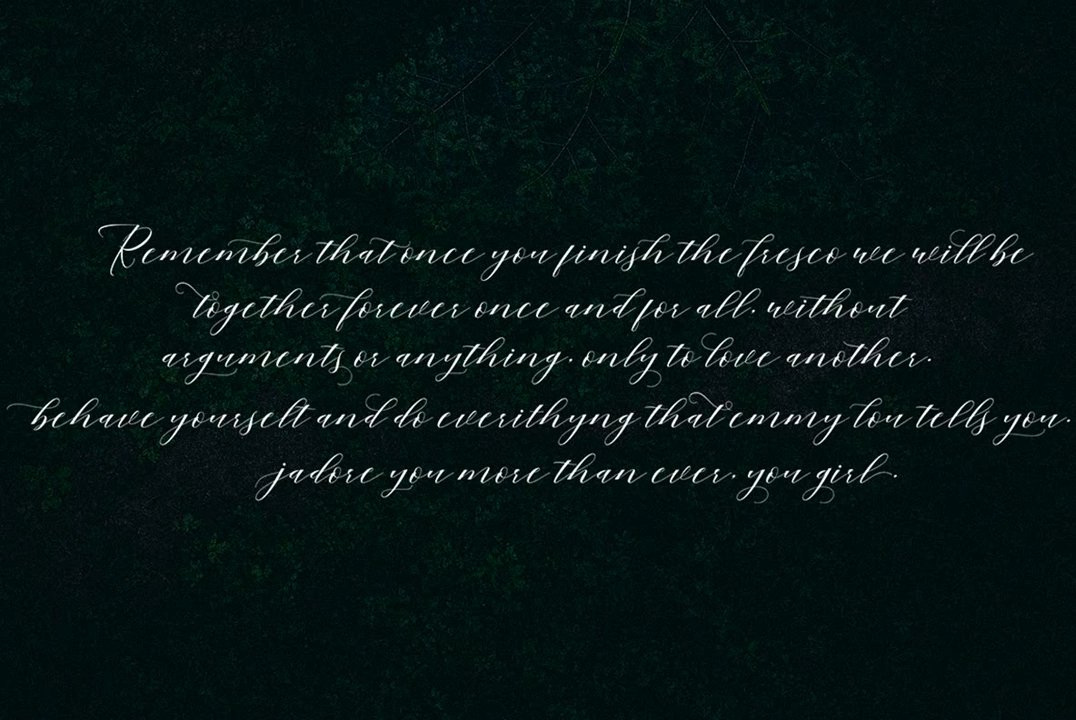 Remember that once you finish the fresco we will be
together forever once and for all. without
arguments or anything. only to love another.
behave yourselt and do everithyng that emmy lou tells you.
jadore you more than ever. you girl.